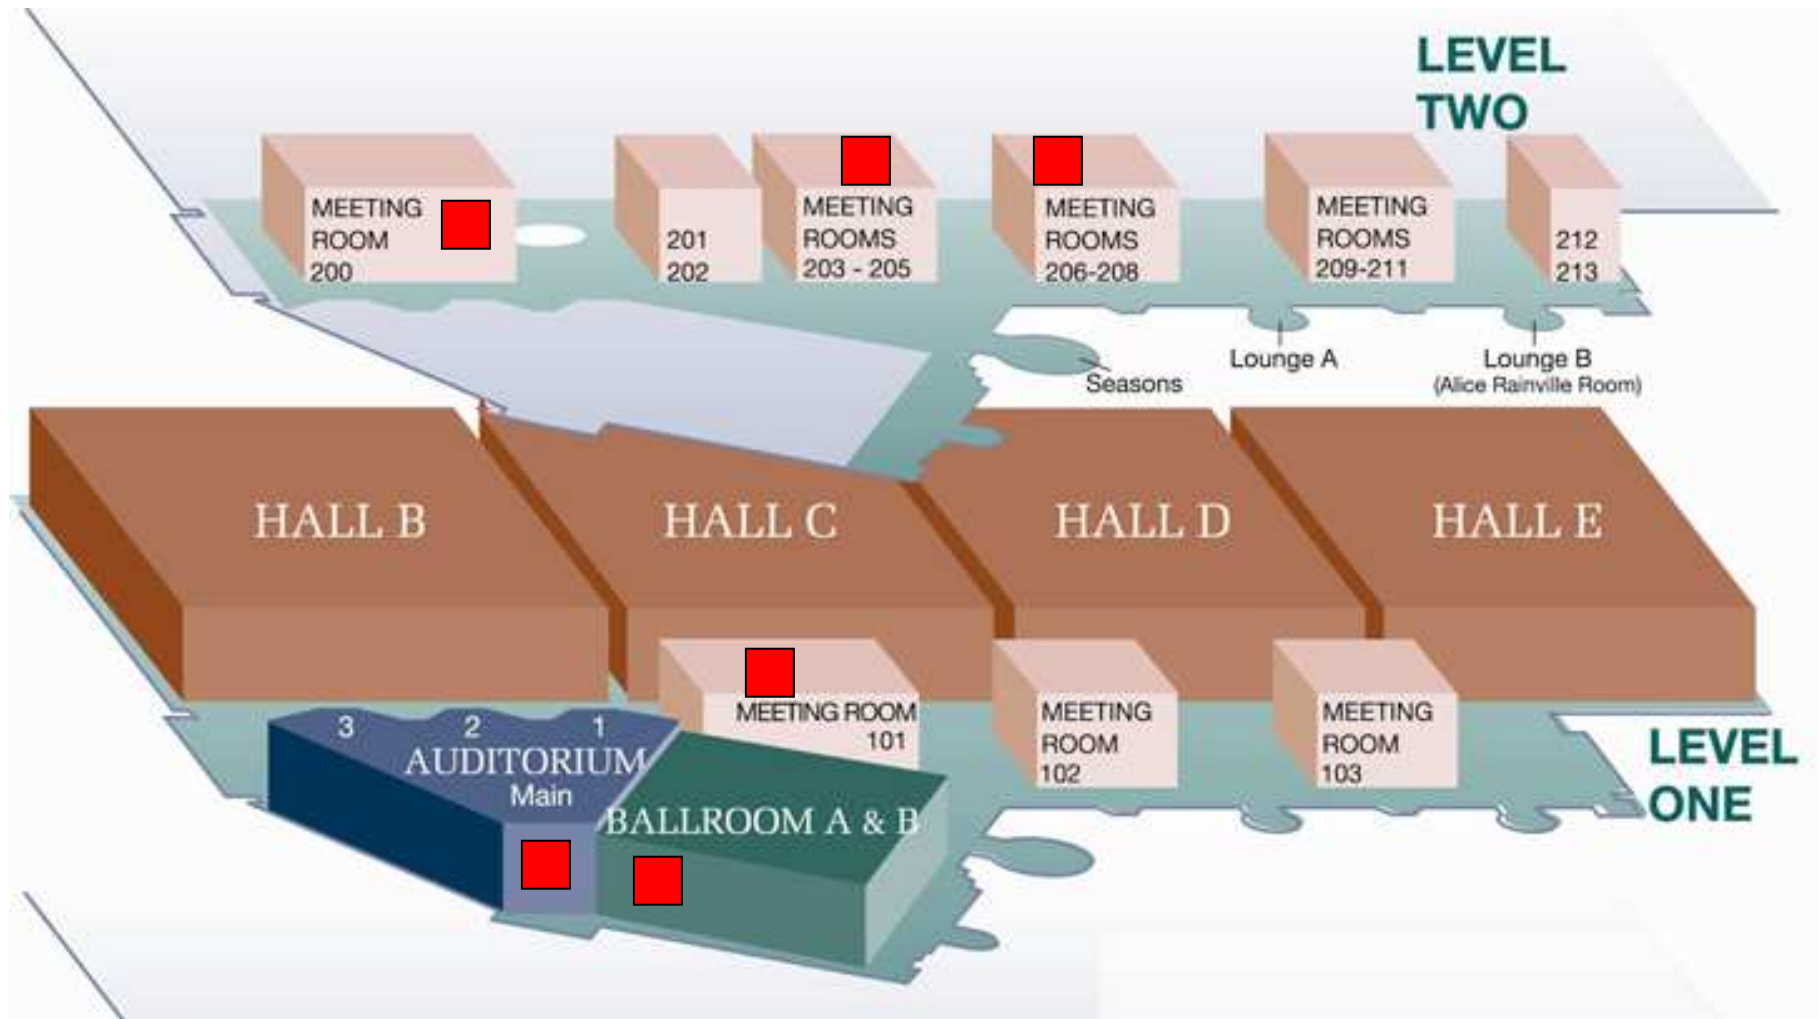 LEVEL
TWO
MEETING
ROOM
200
201
202
MEETING
ROOMS
203 - 205
MEETING
ROOMS
206-208
MEETING
ROOMS
209-211
212
213
Seasons
Lounge A
Lounge B
(Alice Rainville Room)
HALL B
HALL C
HALL D
HALL E
3 2 1
AUDITORIUM
Main
BALLROOM A & B
MEETING ROOM
101
MEETING
ROOM
102
MEETING
ROOM
103
LEVEL
ONE